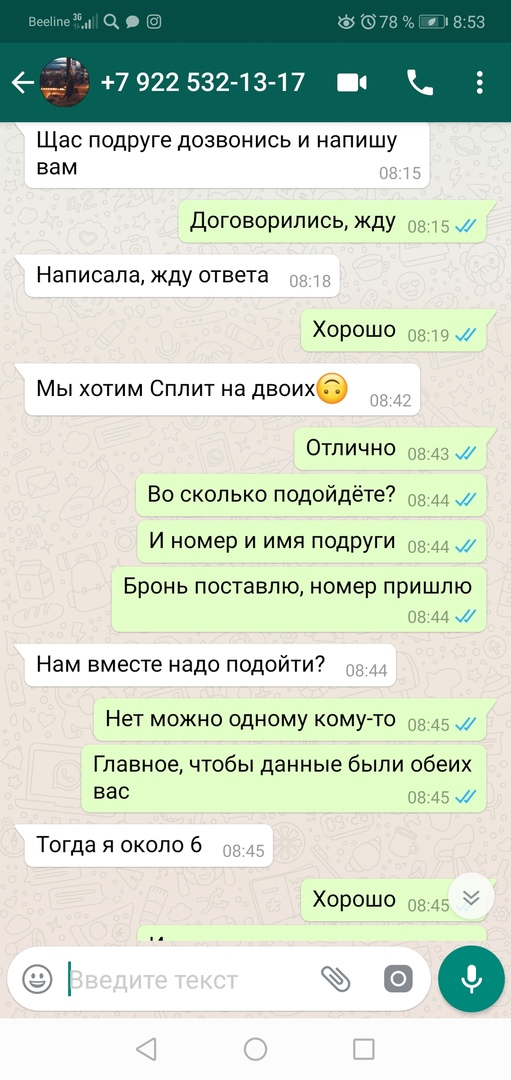 Beeline 3G 78 % 8:53
+7 922 532-13-17
Щас подруге дозвонись и напишу
вам 08:15
Договорились, жду 08:15
Написала, жду ответа 08:18
Хорошо 08:19
Мы хотим Сплит на двоих🙃 08:42
Отлично 08:43
Во сколько подойдёте? 08:44
И номер и имя подруги 08:44
Бронь поставлю, номер пришлю
08:44
Нам вместе надо подойти? 08:44
Нет можно одному кому-то 08:45
Главное, чтобы данные были обеих
вас 08:45
Тогда я около 6 08:45
Хорошо 08:45
Введите текст